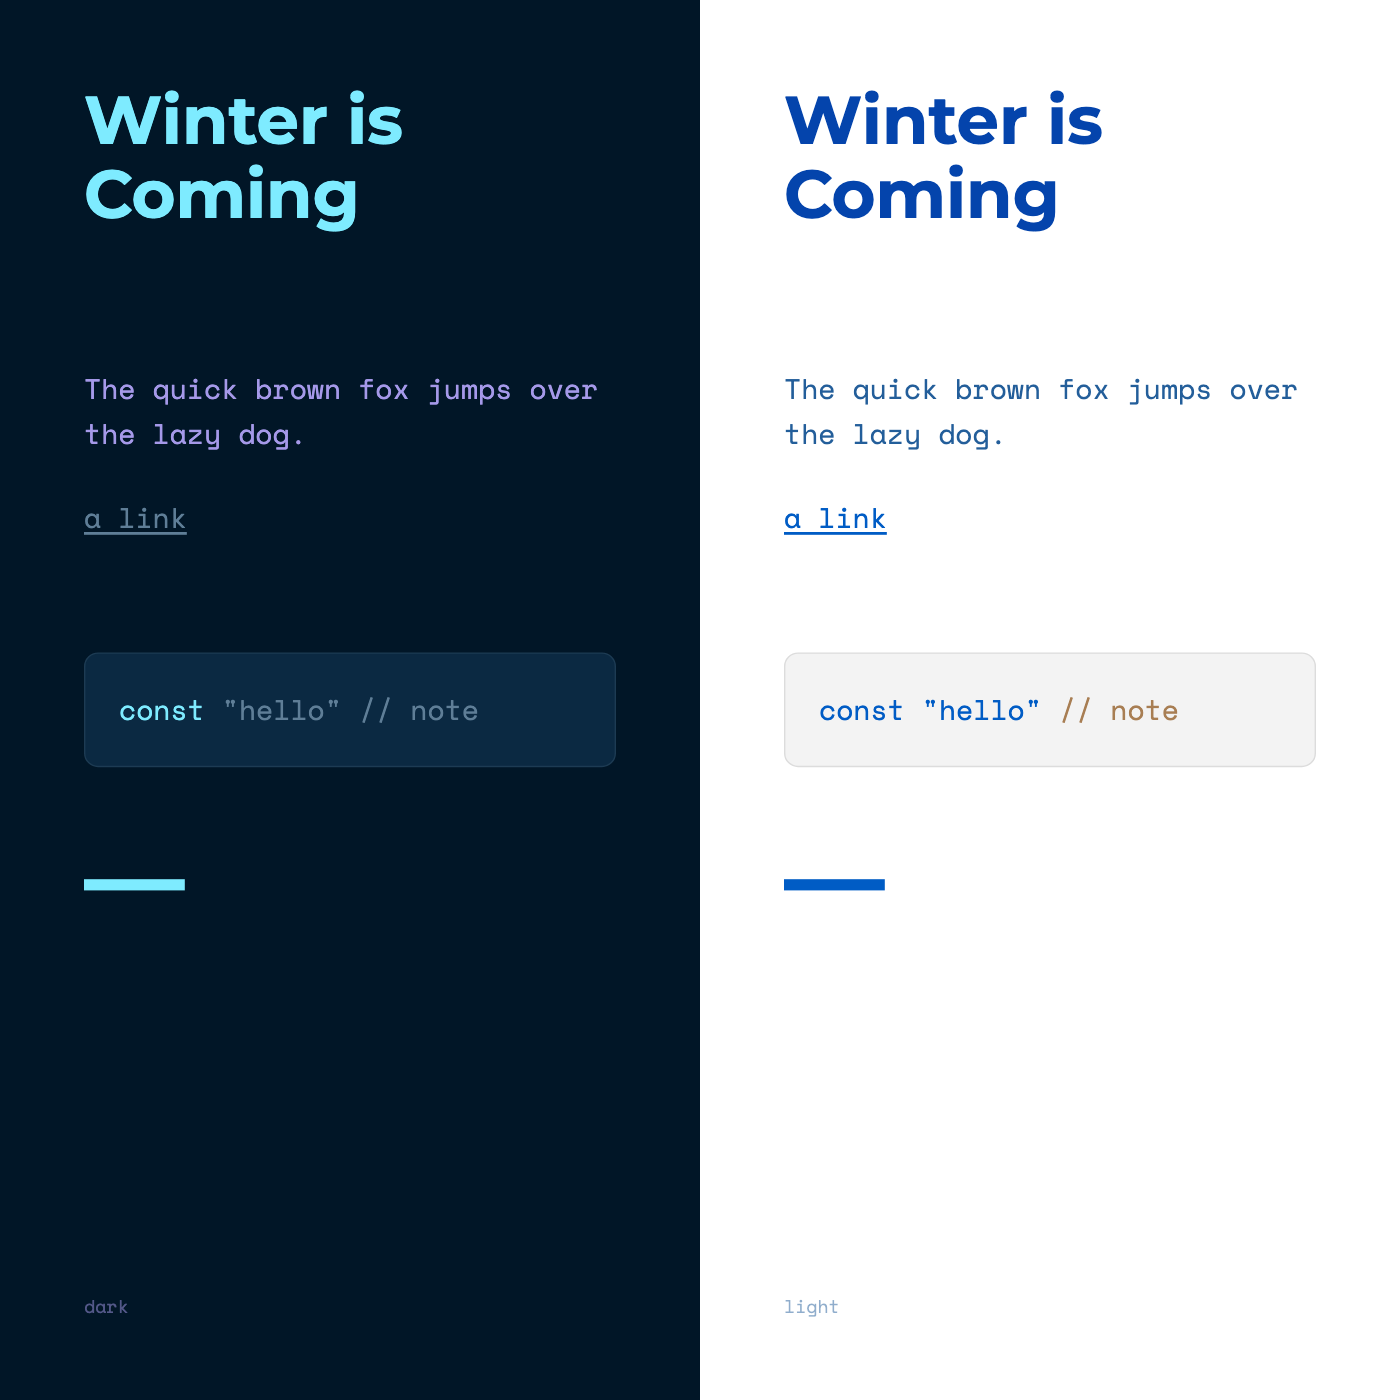 Winter is
Coming
The quick brown fox jumps over
the lazy dog.
a link
const "hello" // note
dark
Winter is
Coming
The quick brown fox jumps over
the lazy dog.
a link
const "hello" // note
light